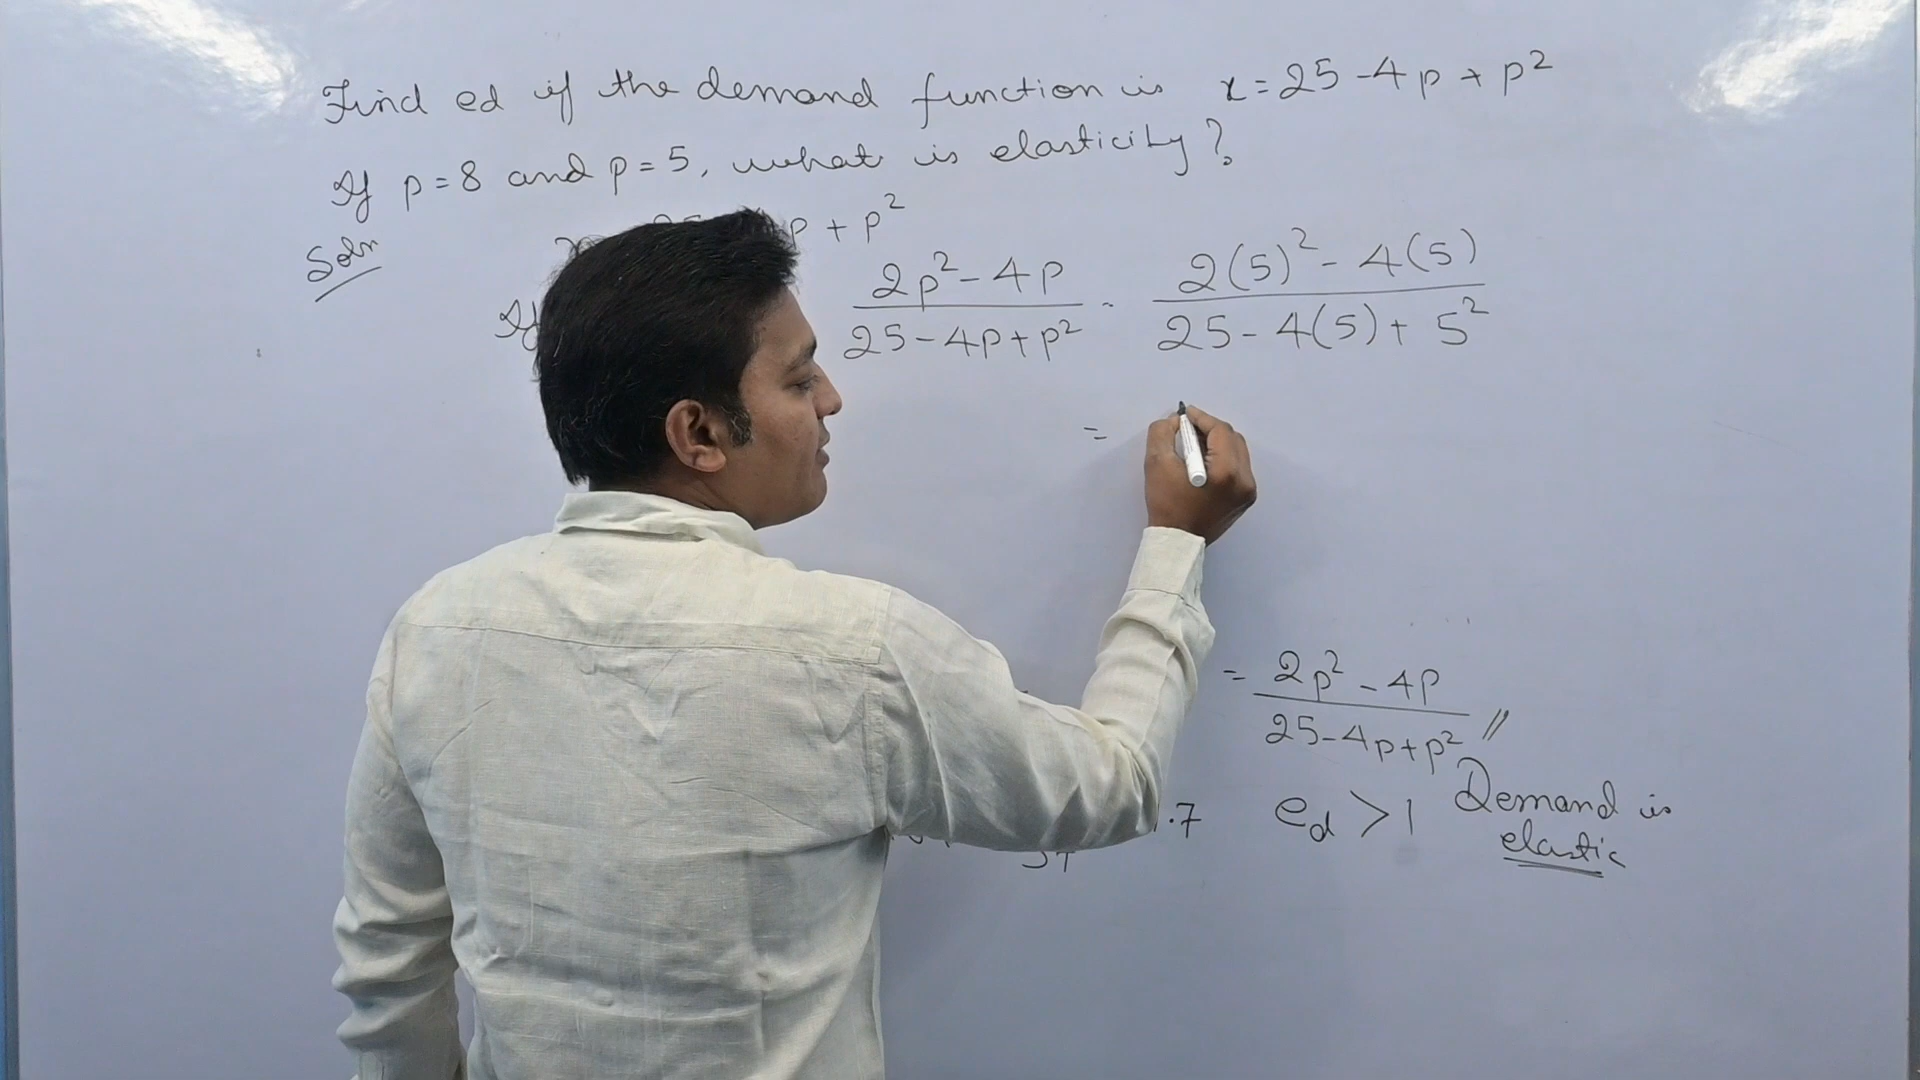 Find ed if the demand function is x = 25 - 4p + p²
If p = 8 and p = 5, what is elasticity?
Soln
p + p²
If
2p² - 4p / 25 - 4p + p² = 2(5)² - 4(5) / 25 - 4(5) + 5²
=
= 2p² - 4p / 25 - 4p + p² //
.7 e_d > 1 Demand is
elastic